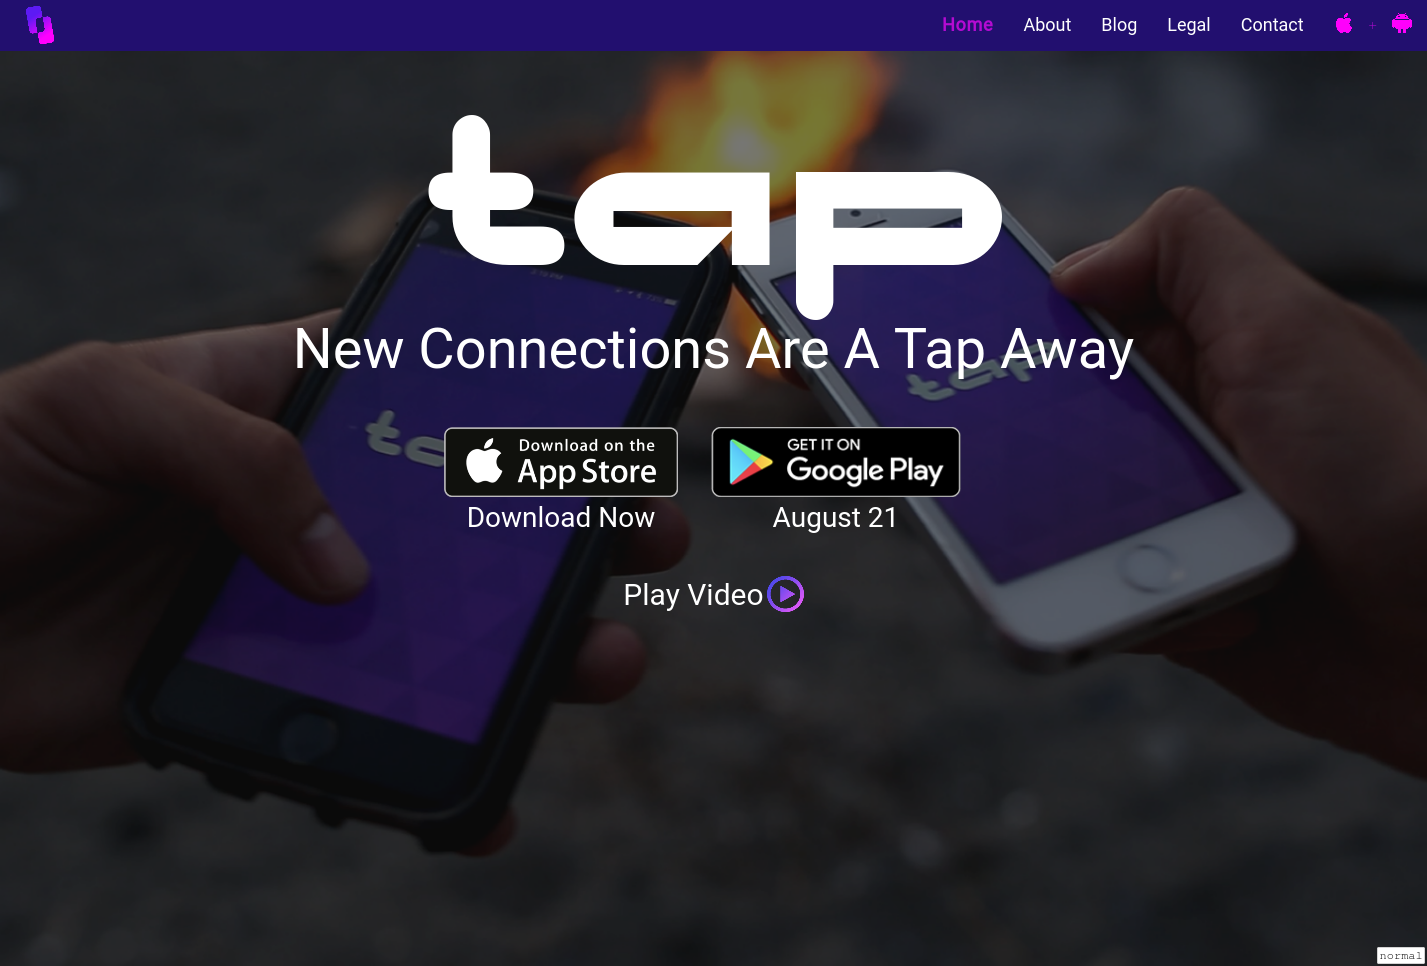 Home About Blog Legal Contact +
tap
New Connections Are A Tap Away
tap
Download on the
App Store
GET IT ON
Google Play
Download Now
August 21
Play Video
normal